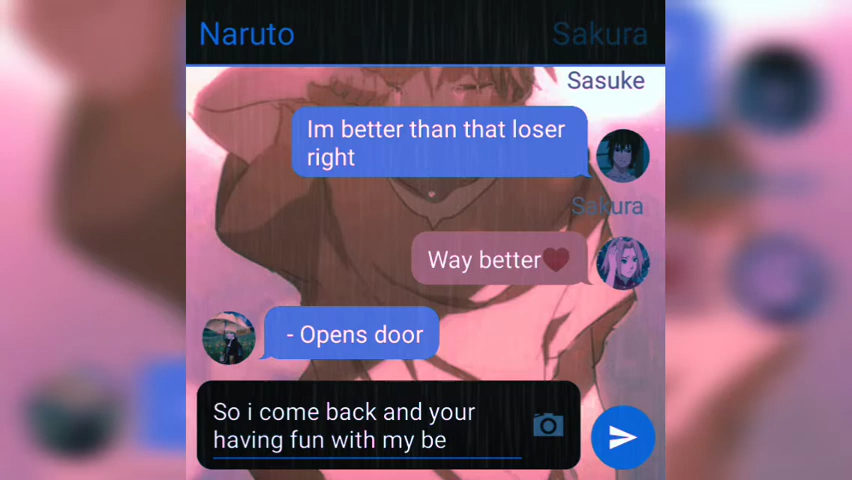 Naruto
Sakura
Sasuke
Im better than that loser
right
Sakura
Way better❤
- Opens door
So i come back and your
having fun with my be